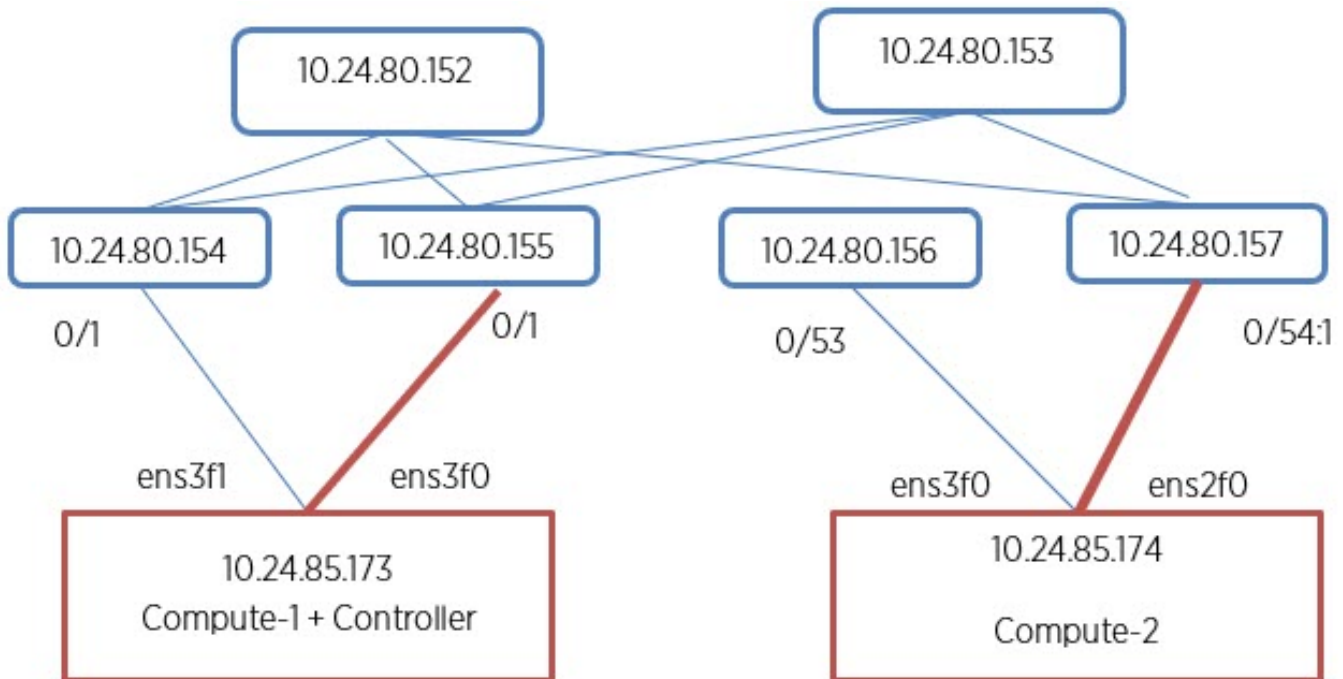 10.24.80.152
10.24.80.153
10.24.80.154
10.24.80.155
10.24.80.156
10.24.80.157
0/1
0/1
0/53
0/54:1
ens3f1
ens3f0
ens3f0
ens2f0
10.24.85.173
Compute-1 + Controller
10.24.85.174
Compute-2